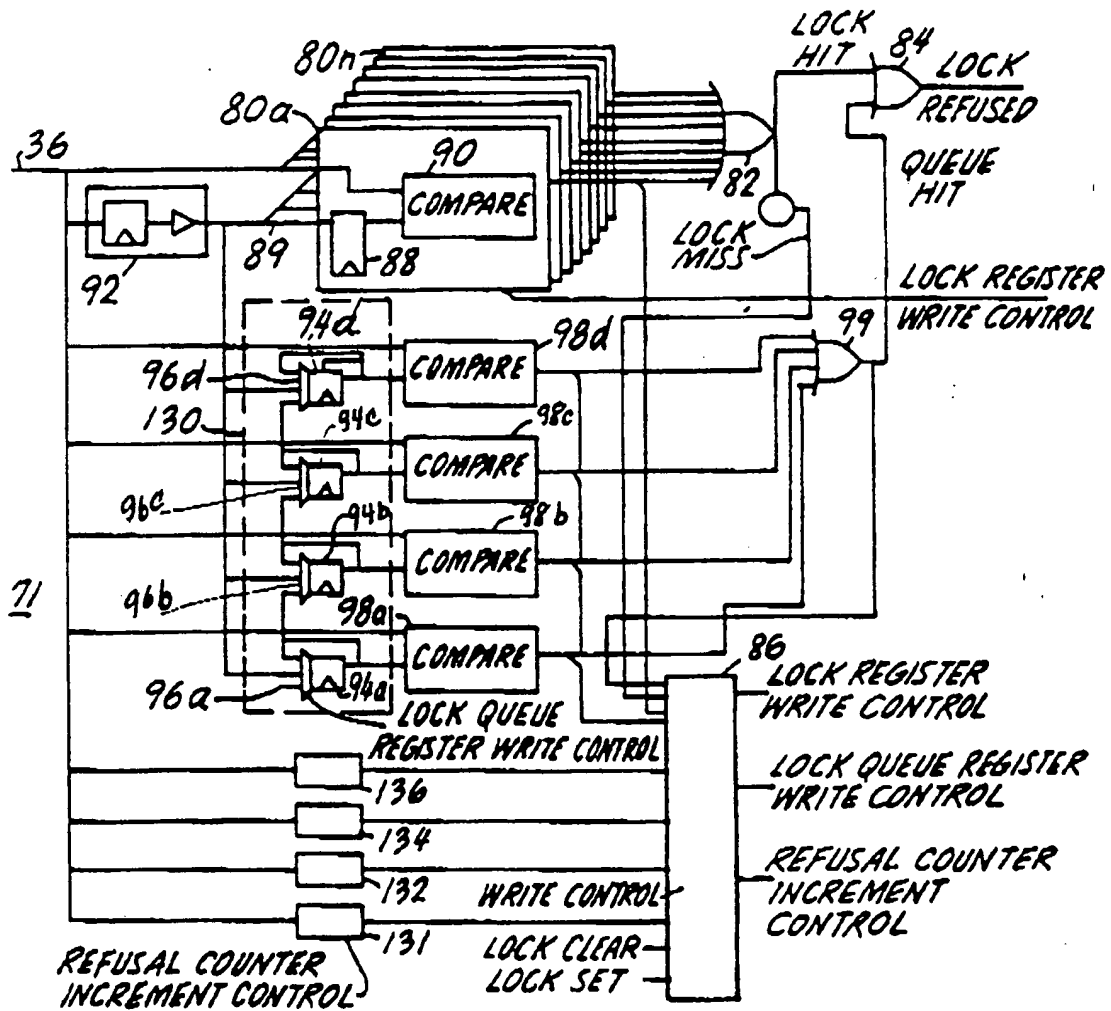 80n
LOCK
HIT
84
LOCK
REFUSED
80a
36
90
COMPARE
82
QUEUE
HIT
92
89
88
LOCK
MISS
LOCK REGISTER
WRITE CONTROL
94d
98d
99
COMPARE
96d
130
94c
98c
COMPARE
96c
94b
98b
COMPARE
96b
71
98a
COMPARE
86
96a
94a
LOCK QUEUE
REGISTER WRITE CONTROL
LOCK REGISTER
WRITE CONTROL
136
LOCK QUEUE REGISTER
WRITE CONTROL
134
132
WRITE CONTROL
REFUSAL COUNTER
INCREMENT
CONTROL
131
REFUSAL COUNTER
INCREMENT CONTROL
LOCK CLEAR
LOCK SET